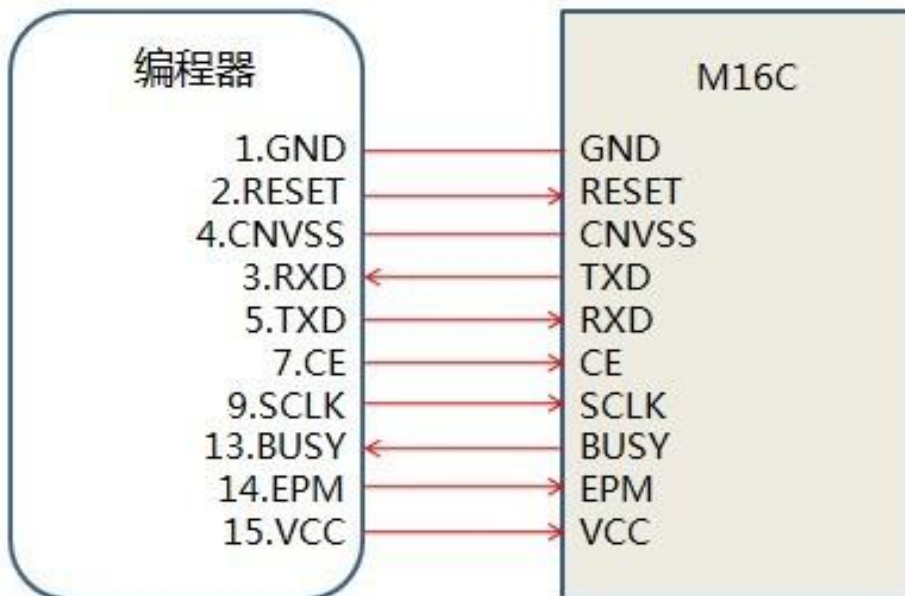 编程器
M16C
1.GND GND
2.RESET RESET
4.CNVSS CNVSS
3.RXD TXD
5.TXD RXD
7.CE CE
9.SCLK SCLK
13.BUSY BUSY
14.EPM EPM
15.VCC VCC